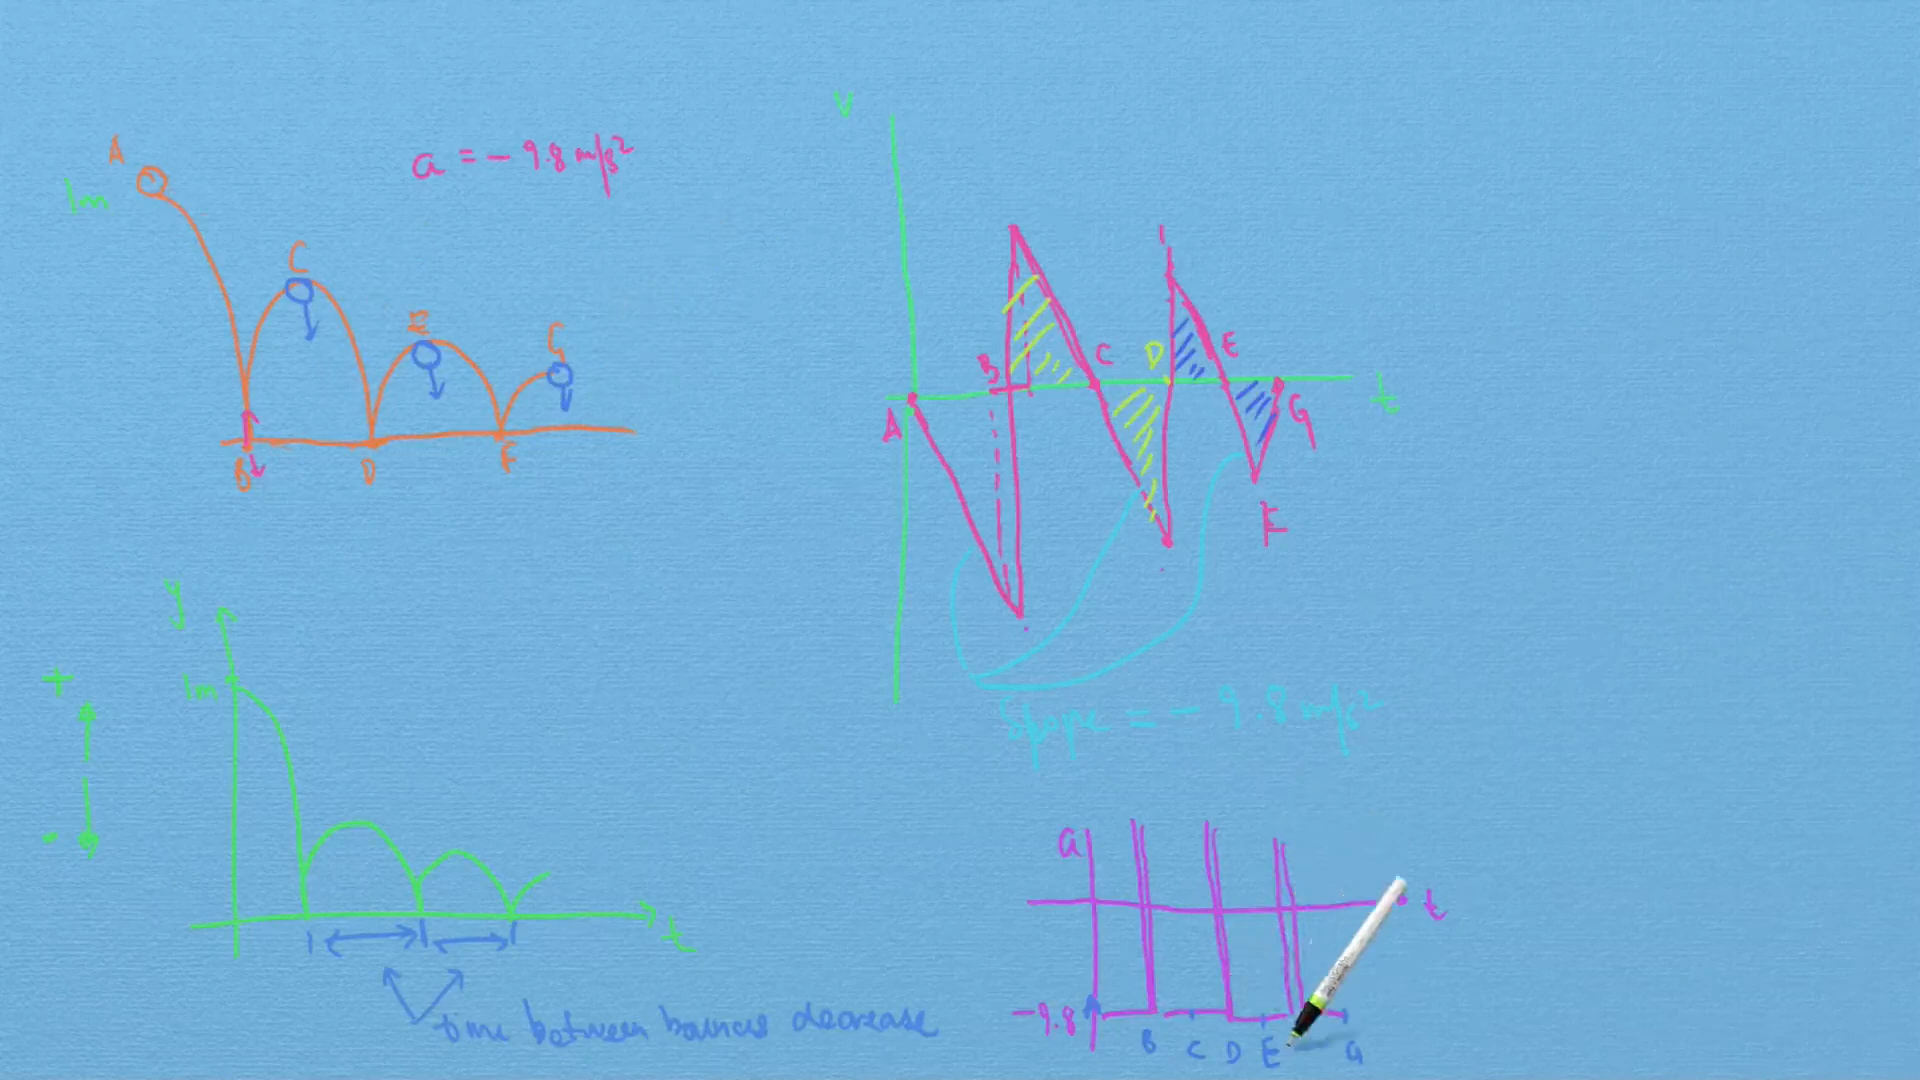 A
1m
a = - 9.8 m/s²
C
E
G
B
D
F
V
B
C
D
E
t
A
G
F
Slope = - 9.8 m/s²
y
+
1m
-
t
time between bounces decrease
a
t
-9.8
B
C
D
E
G